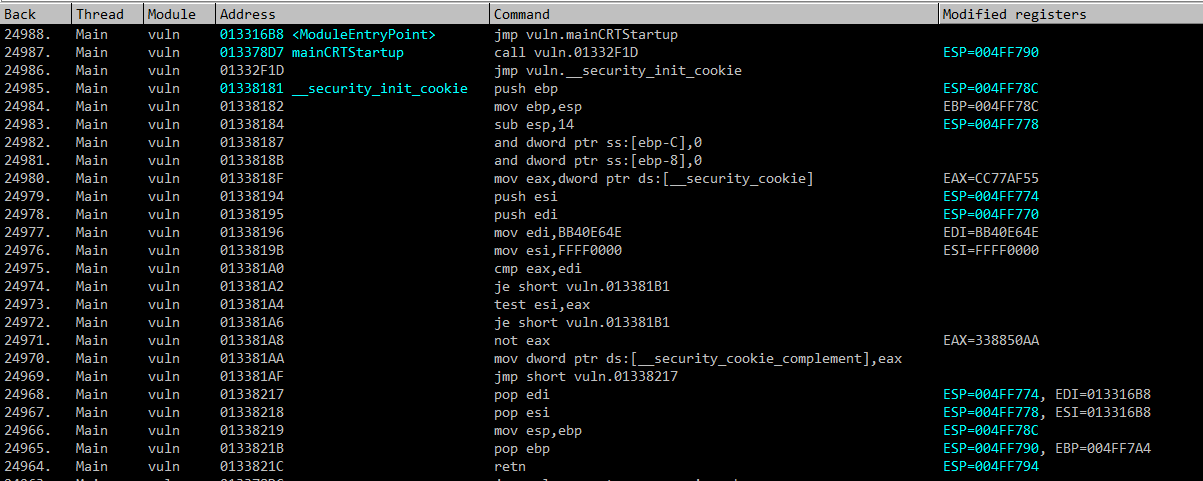 Back Thread Module Address Command Modified registers
24988. Main vuln 013316B8 <ModuleEntryPoint> jmp vuln.mainCRTStartup
24987. Main vuln 013378D7 mainCRTStartup call vuln.01332F1D ESP=004FF790
24986. Main vuln 01332F1D jmp vuln.__security_init_cookie
24985. Main vuln 01338181 __security_init_cookie push ebp ESP=004FF78C
24984. Main vuln 01338182 mov ebp,esp EBP=004FF78C
24983. Main vuln 01338184 sub esp,14 ESP=004FF778
24982. Main vuln 01338187 and dword ptr ss:[ebp-C],0
24981. Main vuln 0133818B and dword ptr ss:[ebp-8],0
24980. Main vuln 0133818F mov eax,dword ptr ds:[__security_cookie] EAX=CC77AF55
24979. Main vuln 01338194 push esi ESP=004FF774
24978. Main vuln 01338195 push edi ESP=004FF770
24977. Main vuln 01338196 mov edi,BB40E64E EDI=BB40E64E
24976. Main vuln 0133819B mov esi,FFFF0000 ESI=FFFF0000
24975. Main vuln 013381A0 cmp eax,edi
24974. Main vuln 013381A2 je short vuln.013381B1
24973. Main vuln 013381A4 test esi,eax
24972. Main vuln 013381A6 je short vuln.013381B1
24971. Main vuln 013381A8 not eax EAX=338850AA
24970. Main vuln 013381AA mov dword ptr ds:[__security_cookie_complement],eax
24969. Main vuln 013381AF jmp short vuln.01338217
24968. Main vuln 01338217 pop edi ESP=004FF774, EDI=013316B8
24967. Main vuln 01338218 pop esi ESP=004FF778, ESI=013316B8
24966. Main vuln 01338219 mov esp,ebp ESP=004FF78C
24965. Main vuln 0133821B pop ebp ESP=004FF790, EBP=004FF7A4
24964. Main vuln 0133821C retn ESP=004FF794